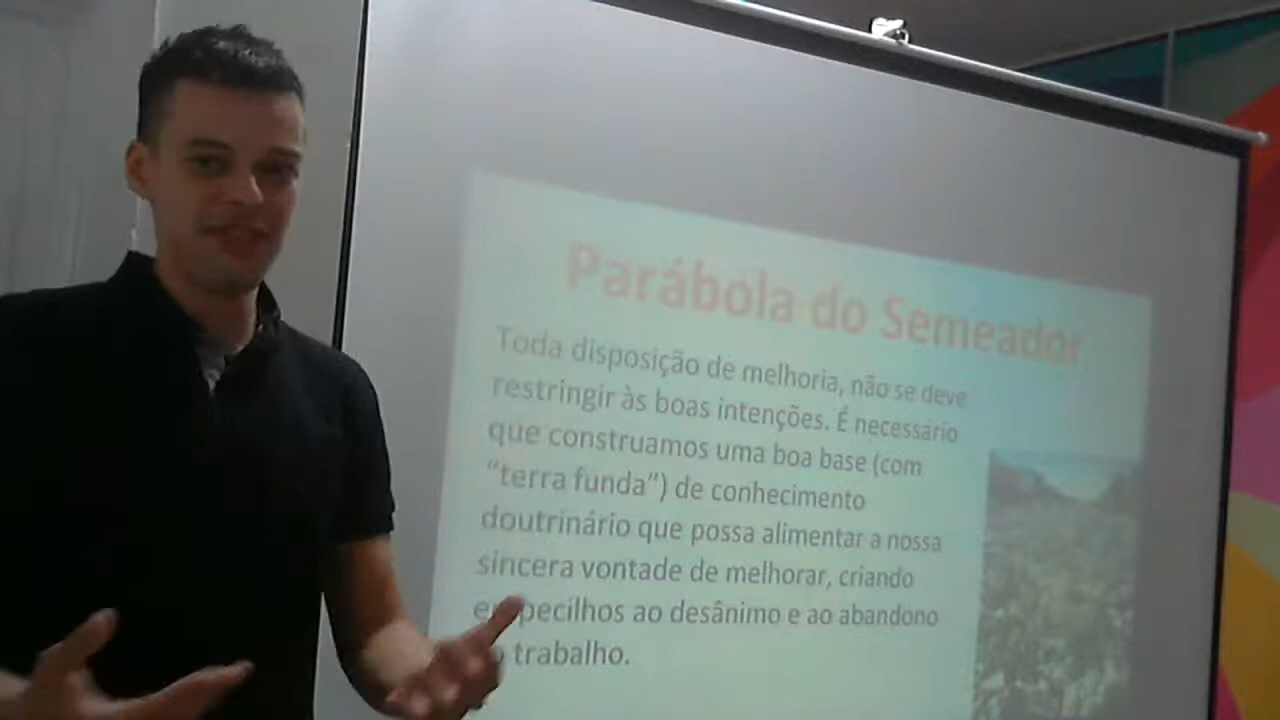 Parábola do Semeador
Toda disposição de melhoria, não se deve
restringir às boas intenções. É necessário
que construamos uma boa base (com
“terra funda”) de conhecimento
doutrinário que possa alimentar a nossa
sincera vontade de melhorar, criando
ao desânimo e ao abandono
trabalho.